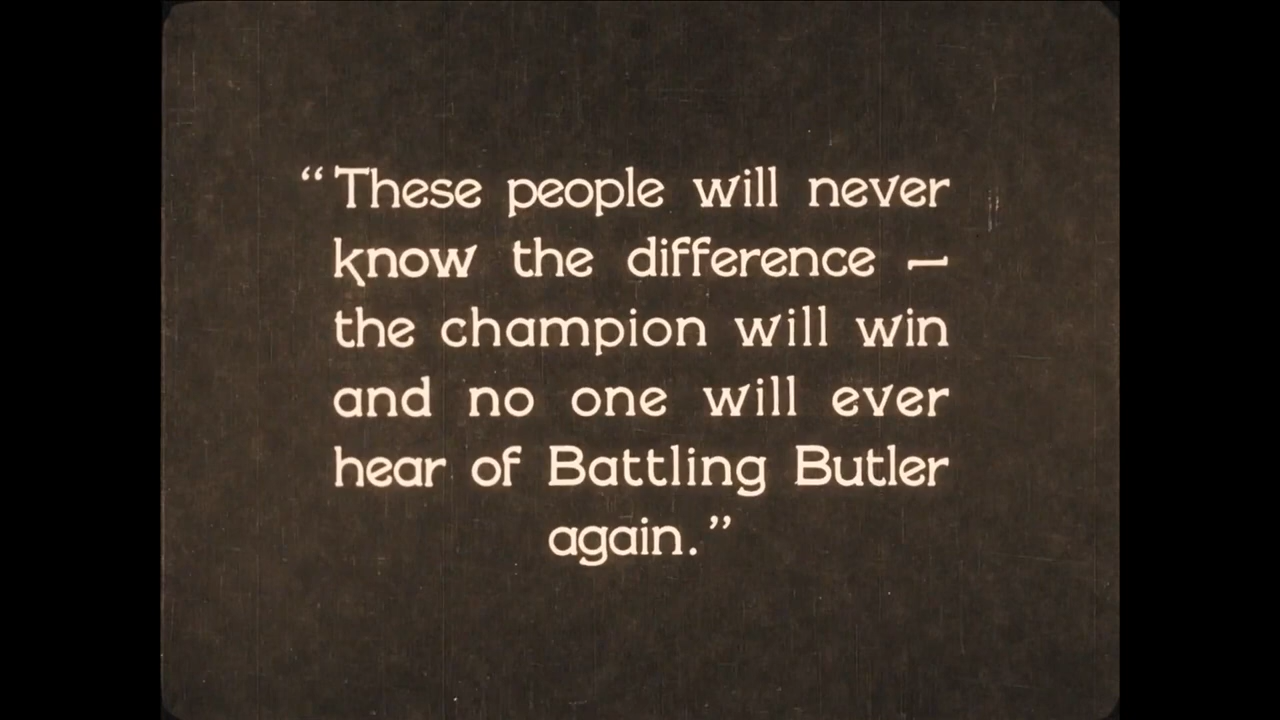 “These people will never
know the difference —
the champion will win
and no one will ever
hear of Battling Butler
again.”